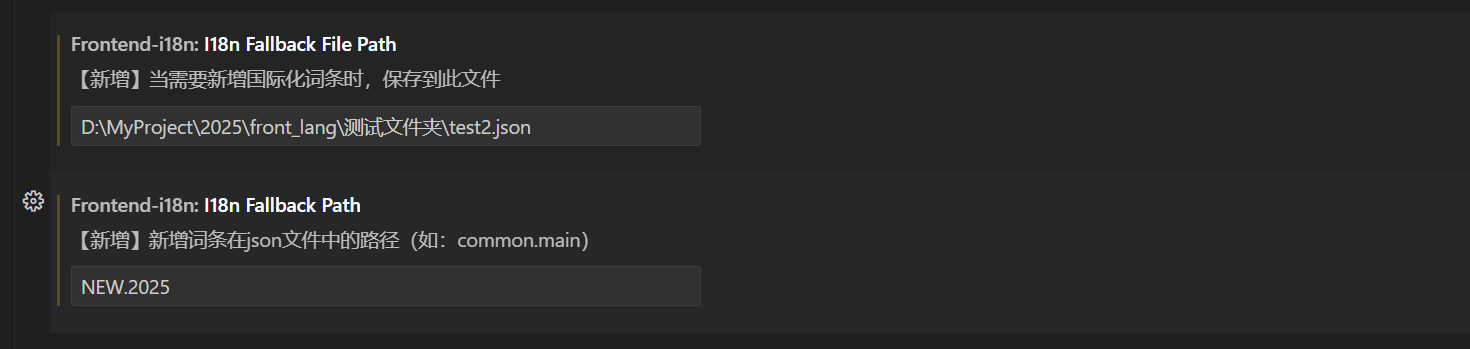 Frontend-i18n: I18n Fallback File Path
【新增】当需要新增国际化词条时，保存到此文件
D:\MyProject\2025\front_lang\测试文件夹\test2.json
Frontend-i18n: I18n Fallback Path
【新增】新增词条在json文件中的路径（如：common.main）
NEW.2025